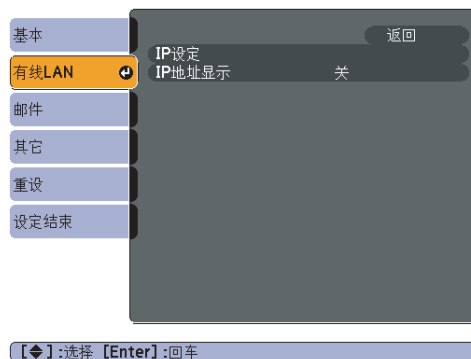 基本
有线LAN
邮件
其它
重设
设定结束
返回
IP设定
IP地址显示 关
[◆]:选择 [Enter]:回车